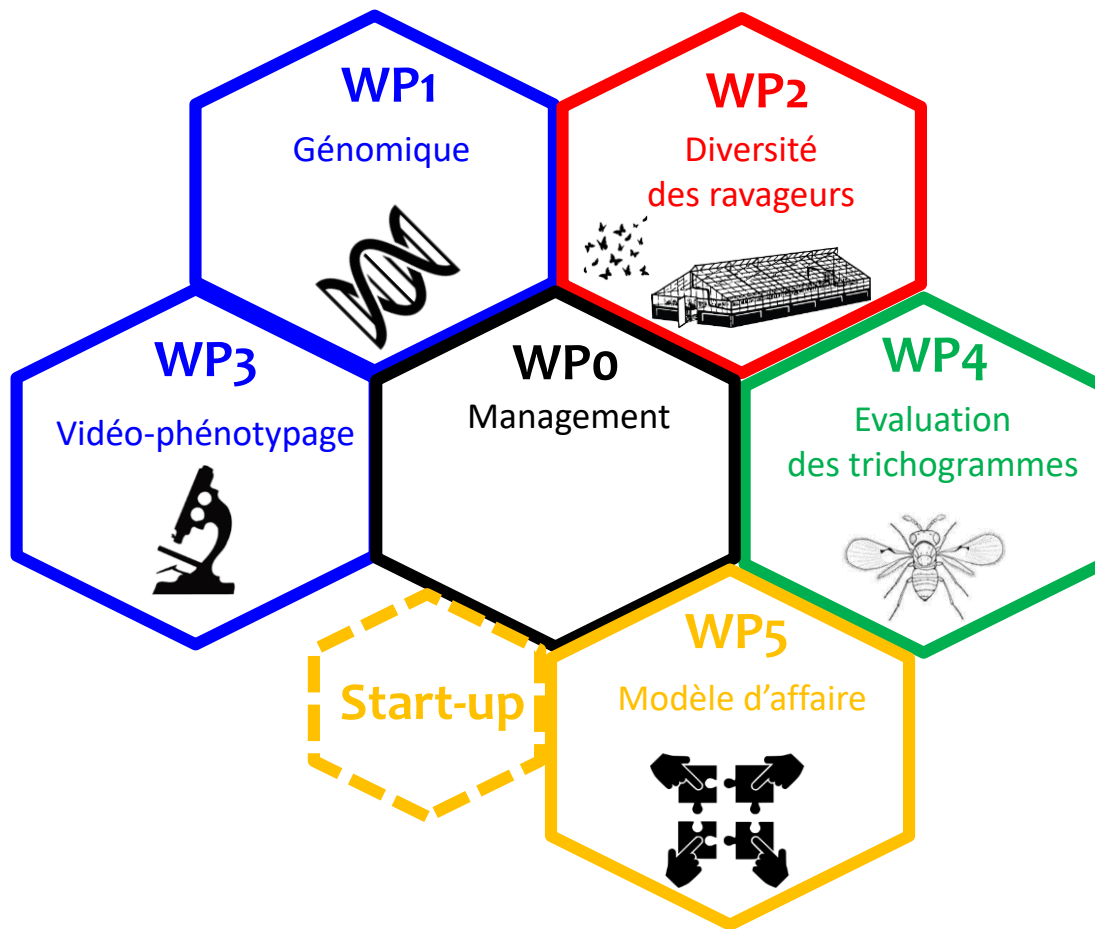 WP1
Génomique
WP2
Diversité
des ravageurs
WP3
Vidéo-phénotypage
WP0
Management
WP4
Evaluation
des trichogrammes
Start-up
WP5
Modèle d'affaire